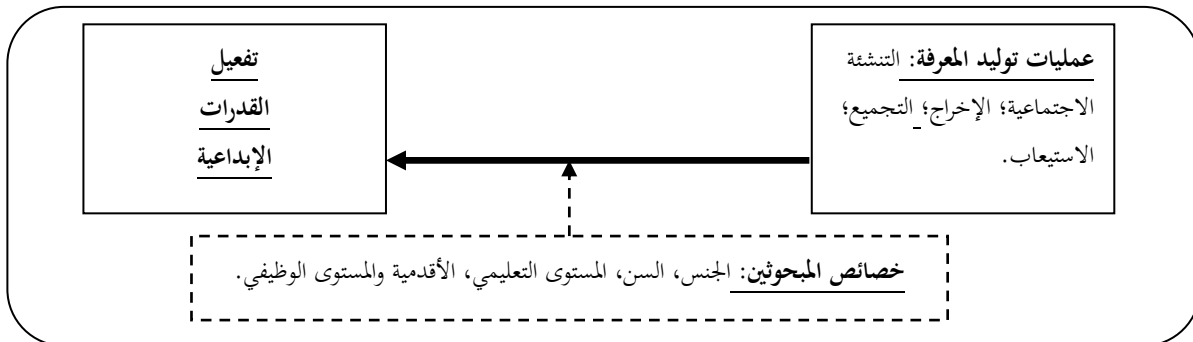 عمليات توليد المعرفة: التنشئة
الاجتماعية؛ الإخراج؛ التجميع؛
الاستيعاب.
تفعيل
القدرات
الإبداعية
خصائص المبحوثين: الجنس، السن، المستوى التعليمي، الأقدمية والمستوى الوظيفي.